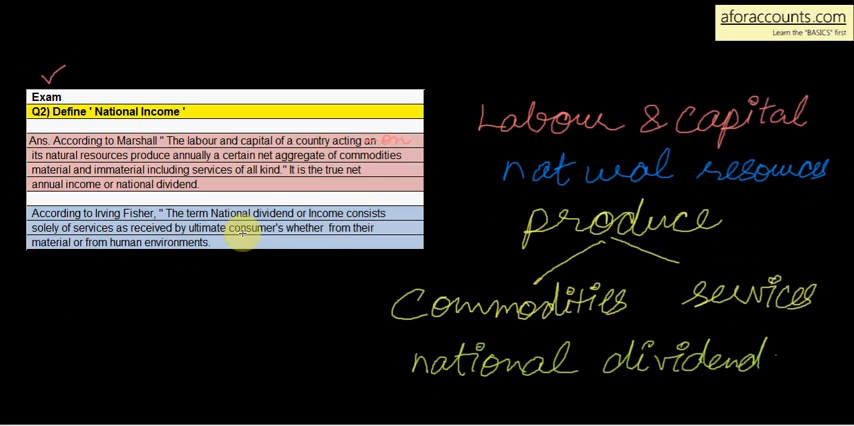 aforaccounts.com
Learn the "BASICS" first
Exam
Q2) Define ' National Income '
Ans. According to Marshall " The labour and capital of a country acting an on
its natural resources produce annually a certain net aggregate of commodities
material and immaterial including services of all kind." It is the true net
annual income or national dividend.
According to Irving Fisher, " The term National dividend or Income consists
solely of services as received by ultimate consumer's whether from their
material or from human environments.
Labour & Capital
natural resources
produce
Commodities services
national dividend